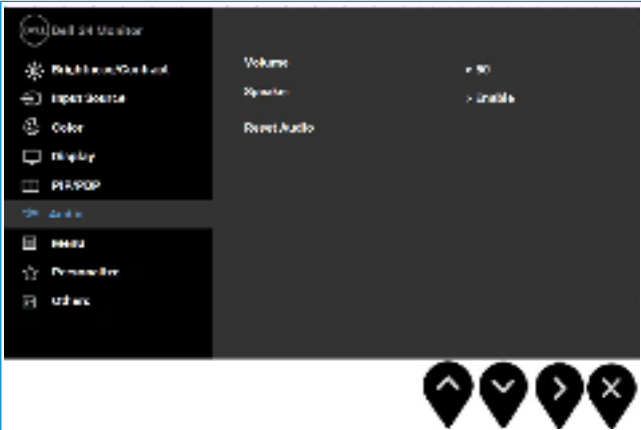 DELL Dell 24 Monitor
Brightness/Contrast
Input Source
Color
Display
PIP/PBP
Audio
Menu
Personalize
Others
Volume
Speaker > Enable
Reset Audio